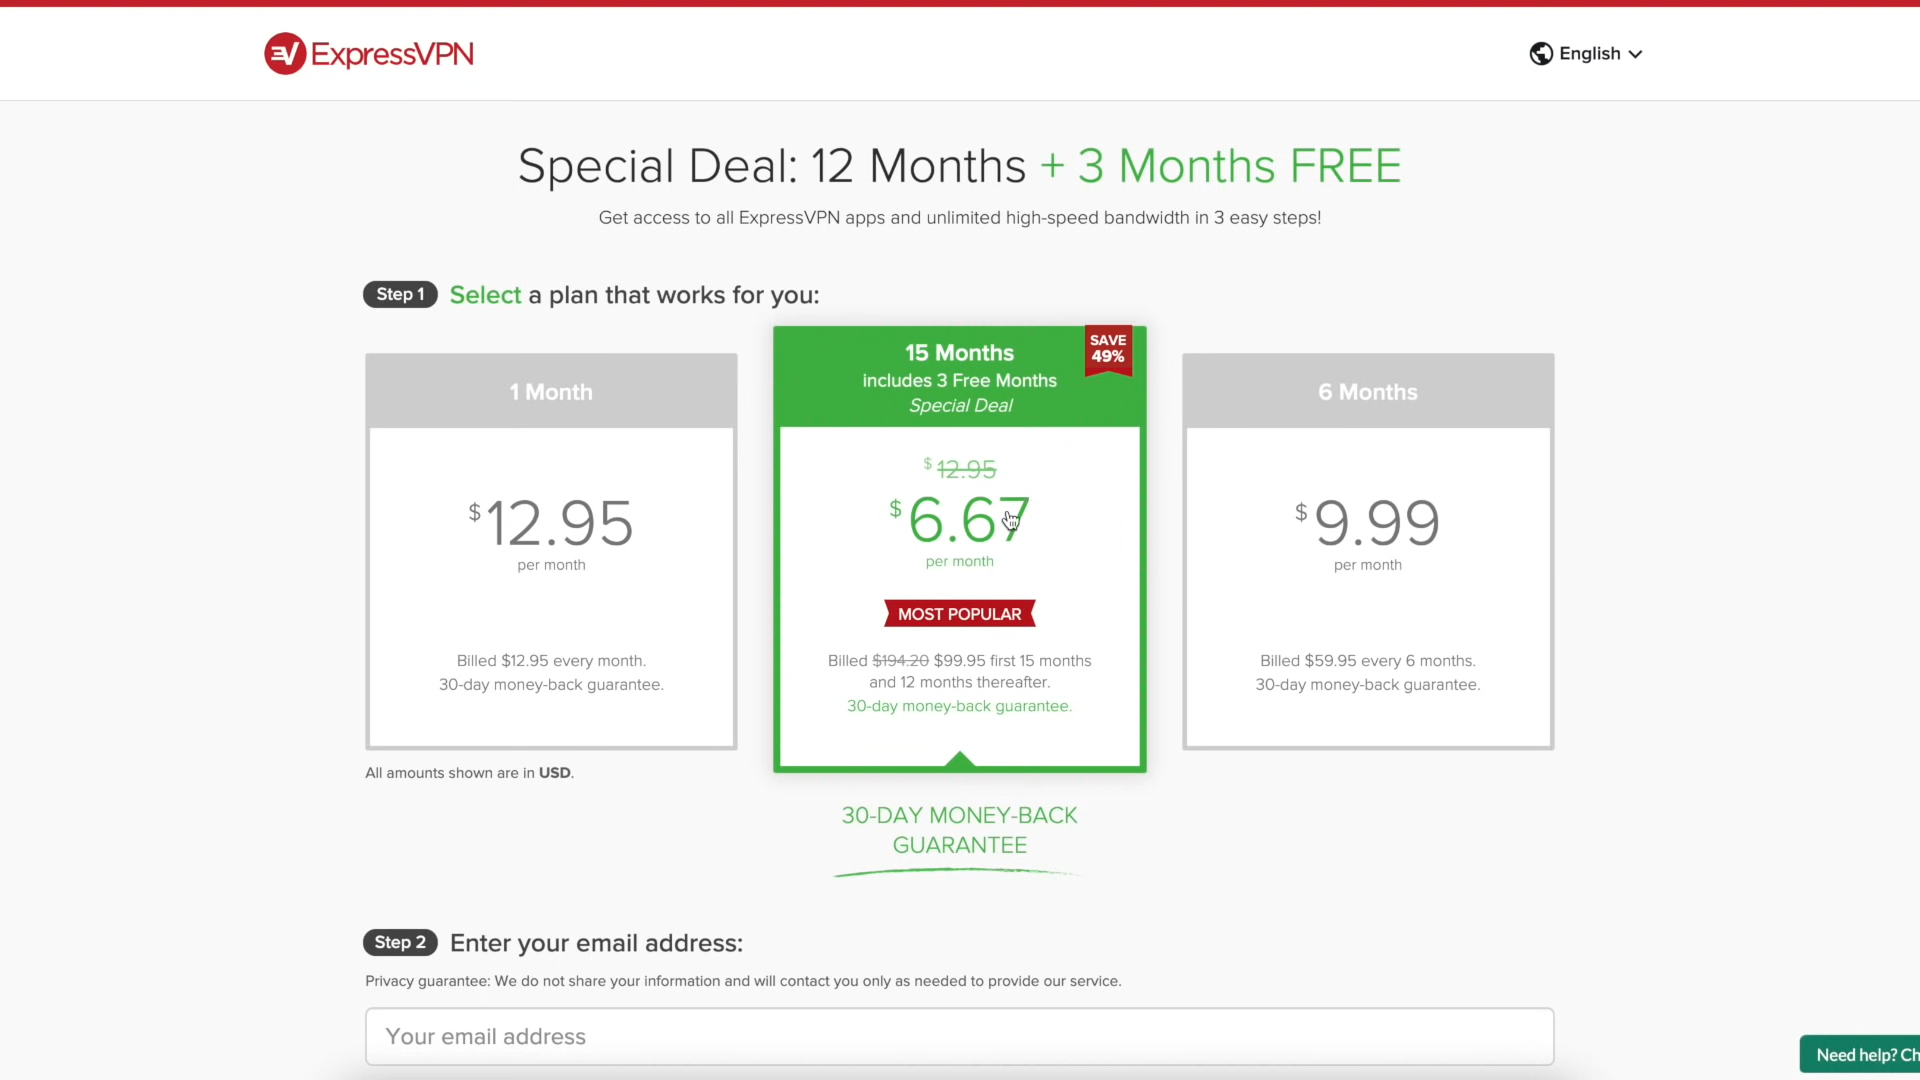 ExpressVPN
English
Special Deal: 12 Months + 3 Months FREE
Get access to all ExpressVPN apps and unlimited high-speed bandwidth in 3 easy steps!
Step 1 Select a plan that works for you:
1 Month
$12.95
per month
Billed $12.95 every month.
30-day money-back guarantee.
All amounts shown are in USD.
15 Months
includes 3 Free Months
Special Deal
SAVE
49%
$12.95
$6.67
per month
MOST POPULAR
Billed $194.20 $99.95 first 15 months
and 12 months thereafter.
30-day money-back guarantee.
6 Months
$9.99
per month
Billed $59.95 every 6 months.
30-day money-back guarantee.
30-DAY MONEY-BACK
GUARANTEE
Step 2 Enter your email address:
Privacy guarantee: We do not share your information and will contact you only as needed to provide our service.
Your email address
Need help? Ch